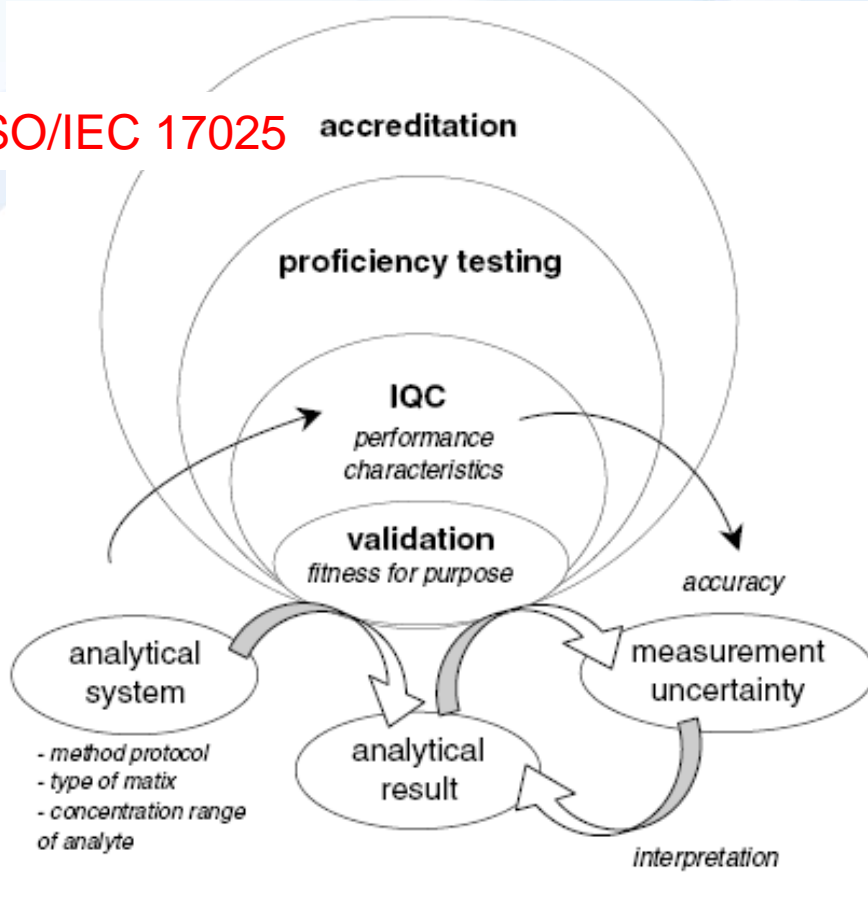 SO/IEC 17025
accreditation
proficiency testing
IQC
performance
characteristics
validation
fitness for purpose
accuracy
analytical
system
measurement
uncertainty
- method protocol
- type of matix
- concentration range
of analyte
analytical
result
interpretation